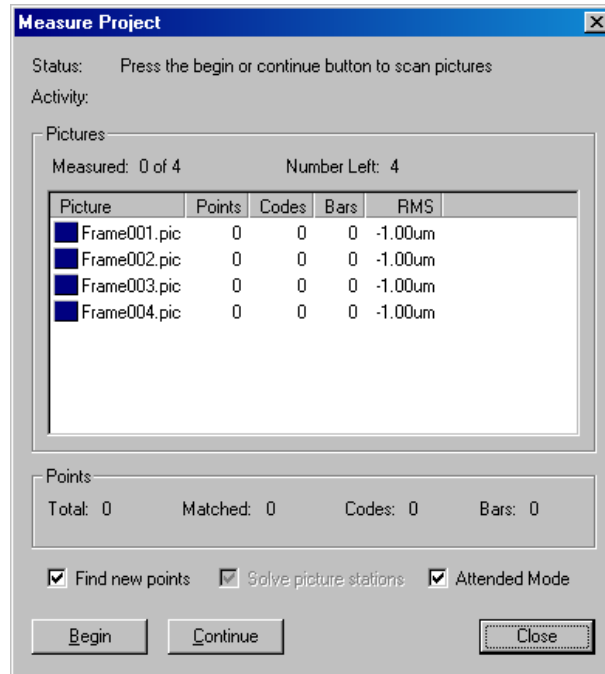 Measure Project
Status: Press the begin or continue button to scan pictures
Activity:
Pictures
Measured: 0 of 4 Number Left: 4
Picture Points Codes Bars RMS
Frame001.pic 0 0 0 -1.00um
Frame002.pic 0 0 0 -1.00um
Frame003.pic 0 0 0 -1.00um
Frame004.pic 0 0 0 -1.00um
Points
Total: 0 Matched: 0 Codes: 0 Bars: 0
Find new points Solve picture stations Attended Mode
Begin Continue Close